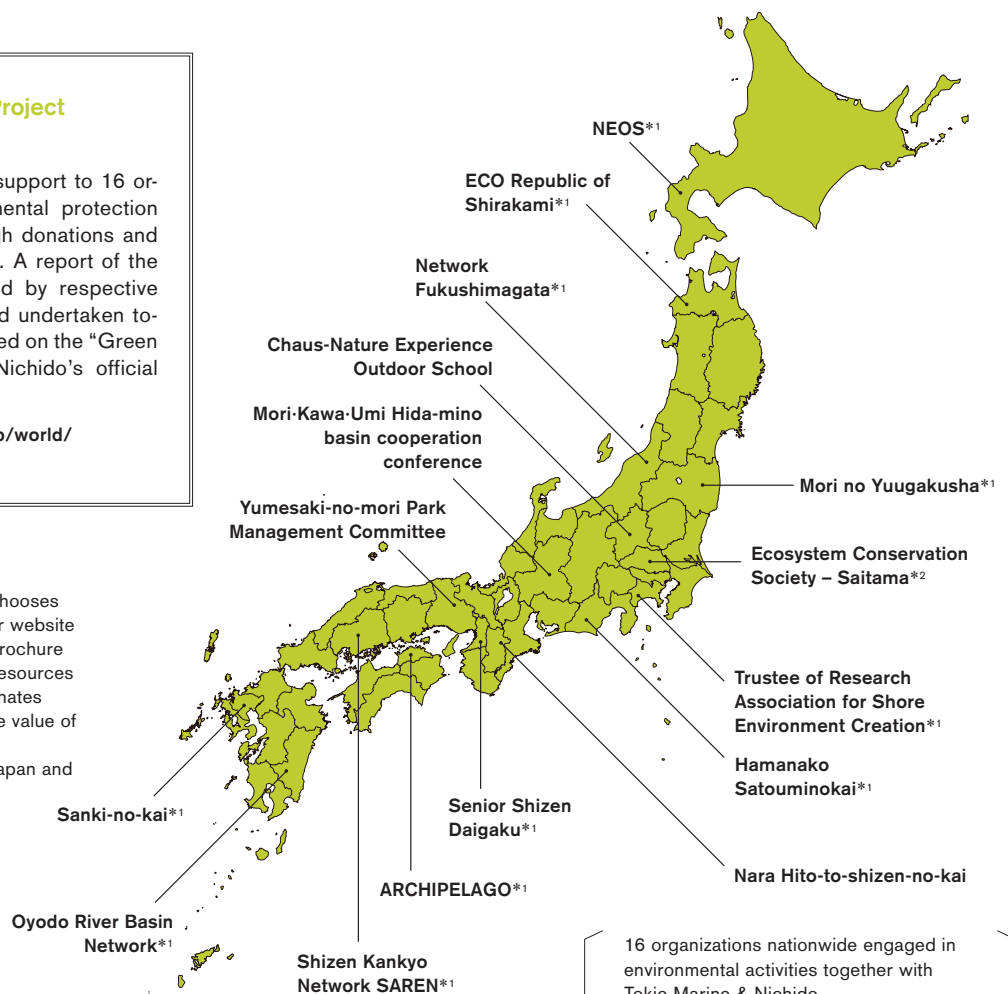 Project
support to 16 or-
mental protection
gh donations and
. A report of the
d by respective
d undertaken to-
ed on the “Green
Nichido’s official
o/world/
hooses
r website
rochure
esources
nates
e value of
apan and
NEOS*1
ECO Republic of
Shirakami*1
Network
Fukushimagata*1
Chaus-Nature Experience
Outdoor School
Mori·Kawa·Umi Hida-mino
basin cooperation
conference
Yumesaki-no-mori Park
Management Committee
Mori no Yuugakusha*1
Ecosystem Conservation
Society – Saitama*2
Trustee of Research
Association for Shore
Environment Creation*1
Hamanako
Satouminokai*1
Nara Hito-to-shizen-no-kai
Senior Shizen
Daigaku*1
ARCHIPELAGO*1
Shizen Kankyo
Network SAREN*1
Sanki-no-kai*1
Oyodo River Basin
Network*1
16 organizations nationwide engaged in
environmental activities together with
Tokio Marine & Nichido